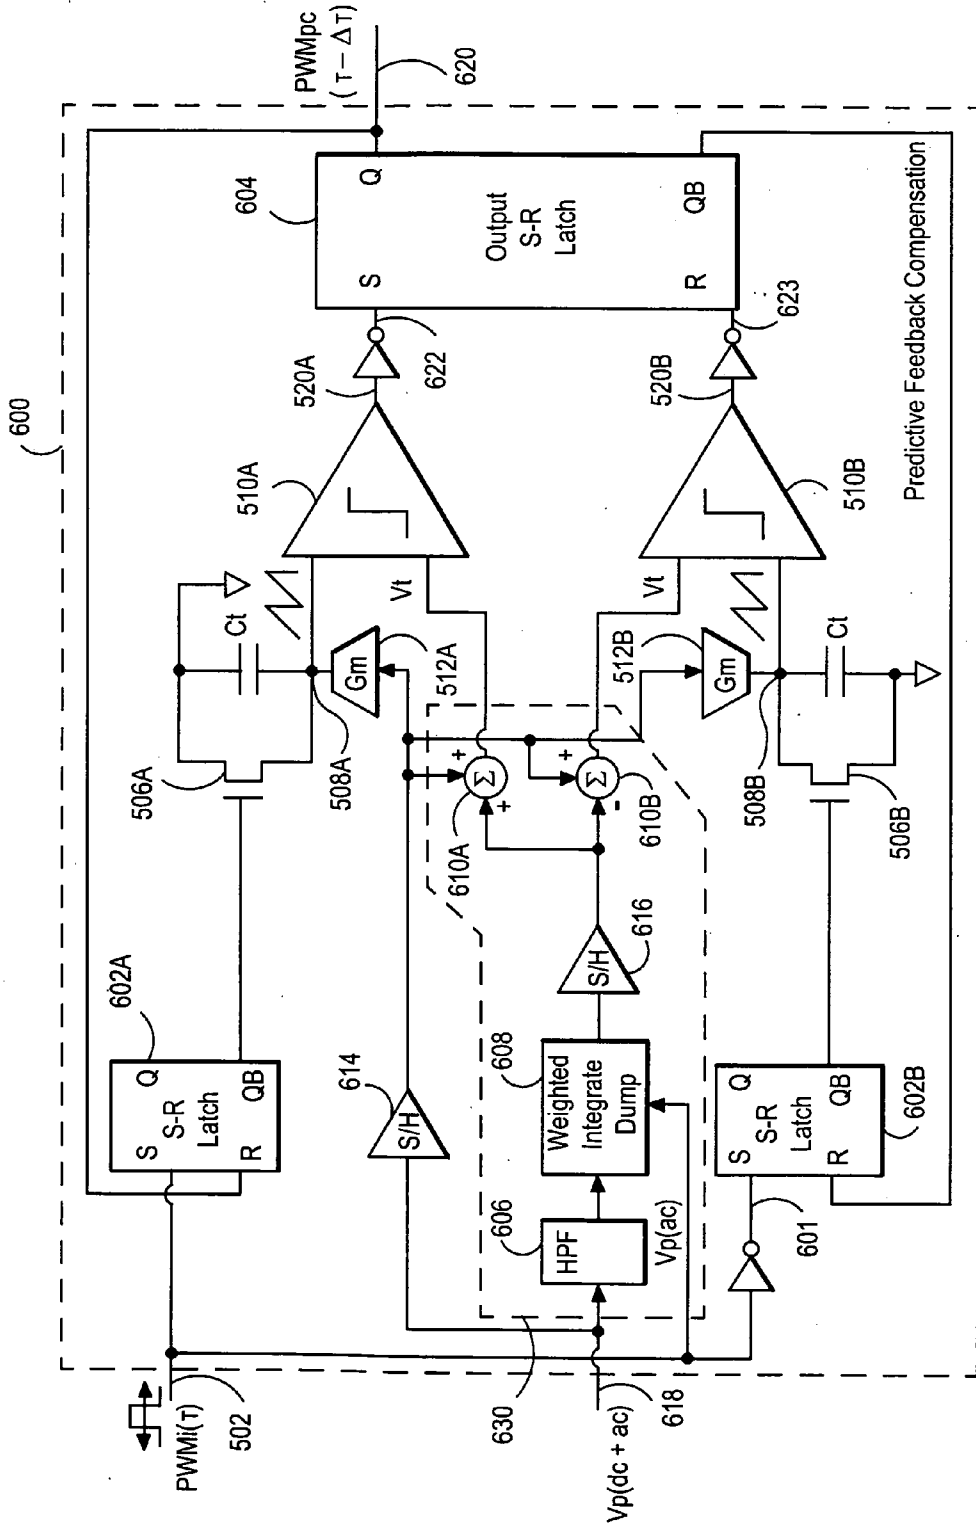 600
PWMi(τ)
502
602A
S
Q
S-R
Latch
R
QB
506A
Ct
508A
Gm
512A
Vt
510A
520A
622
604
S
Q
Output
S-R
Latch
R
QB
PWMpc
(τ − Δτ)
620
614
S/H
610A
Σ
+
+
Σ
+
-
610B
Vp(dc + ac)
618
630
606
HPF
Vp(ac)
608
Weighted
Integrate
Dump
S/H
616
601
S
Q
S-R
Latch
R
QB
602B
512B
Gm
508B
Ct
506B
Vt
510B
520B
623
Predictive Feedback Compensation